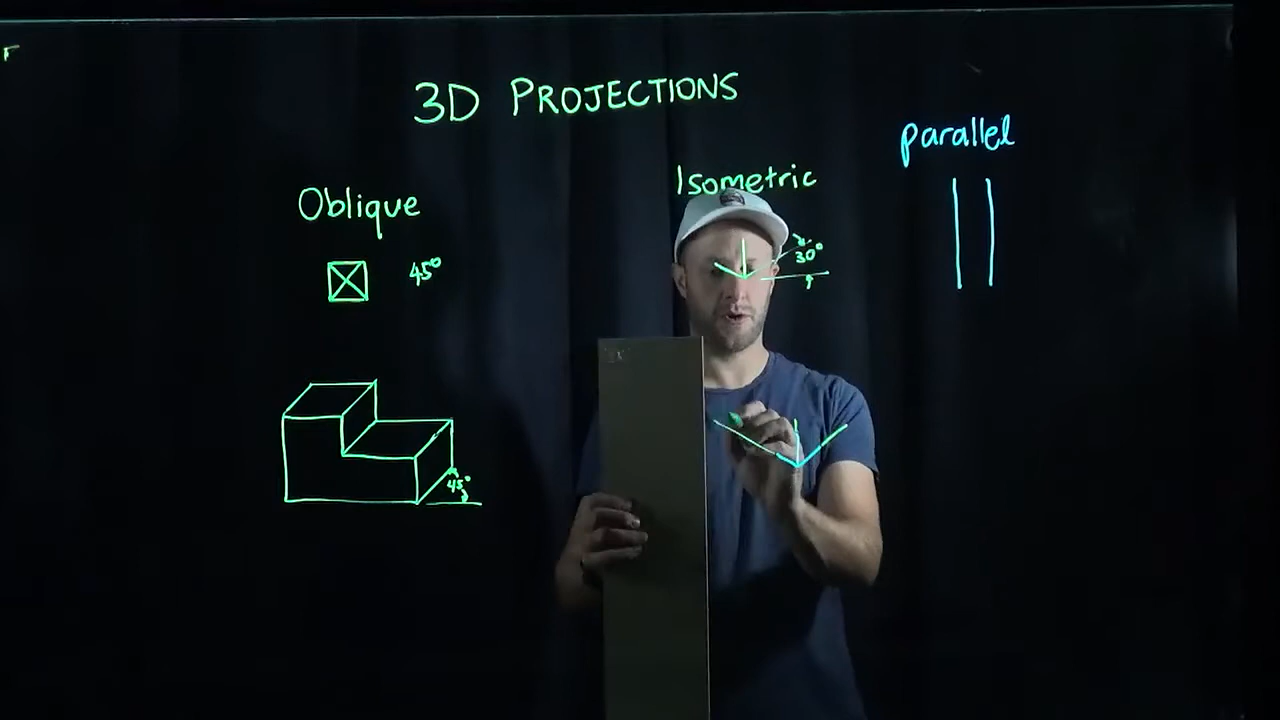 3D PROJECTIONS
Oblique
45°
45°
Isometric
30°
parallel